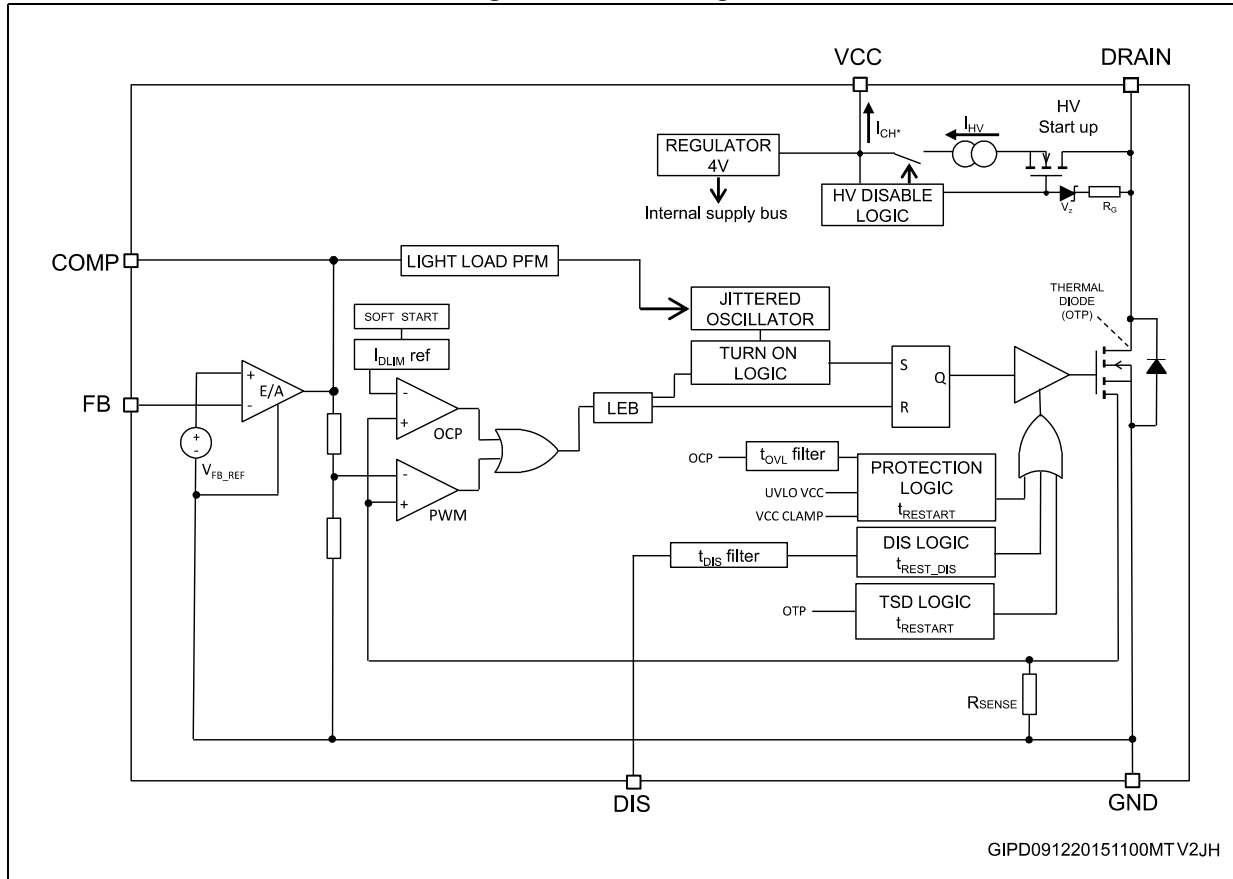 VCC
DRAIN
HV
Start up
I_HV
I_CH*
REGULATOR
4V
Internal supply bus
HV DISABLE
LOGIC
V_z
R_G
COMP
LIGHT LOAD PFM
THERMAL
DIODE
(OTP)
SOFT START
JITTERED
OSCILLATOR
I_DLIM ref
TURN ON
LOGIC
S
Q
R
+
E/A
-
FB
-
+
OCP
LEB
+
-
V_FB_REF
-
+
PWM
OCP
t_OVL filter
PROTECTION
LOGIC
t_RESTART
UVLO VCC
VCC CLAMP
t_DIS filter
DIS LOGIC
t_REST_DIS
OTP
TSD LOGIC
t_RESTART
R_SENSE
DIS
GND
GIPD091220151100MTV2JH